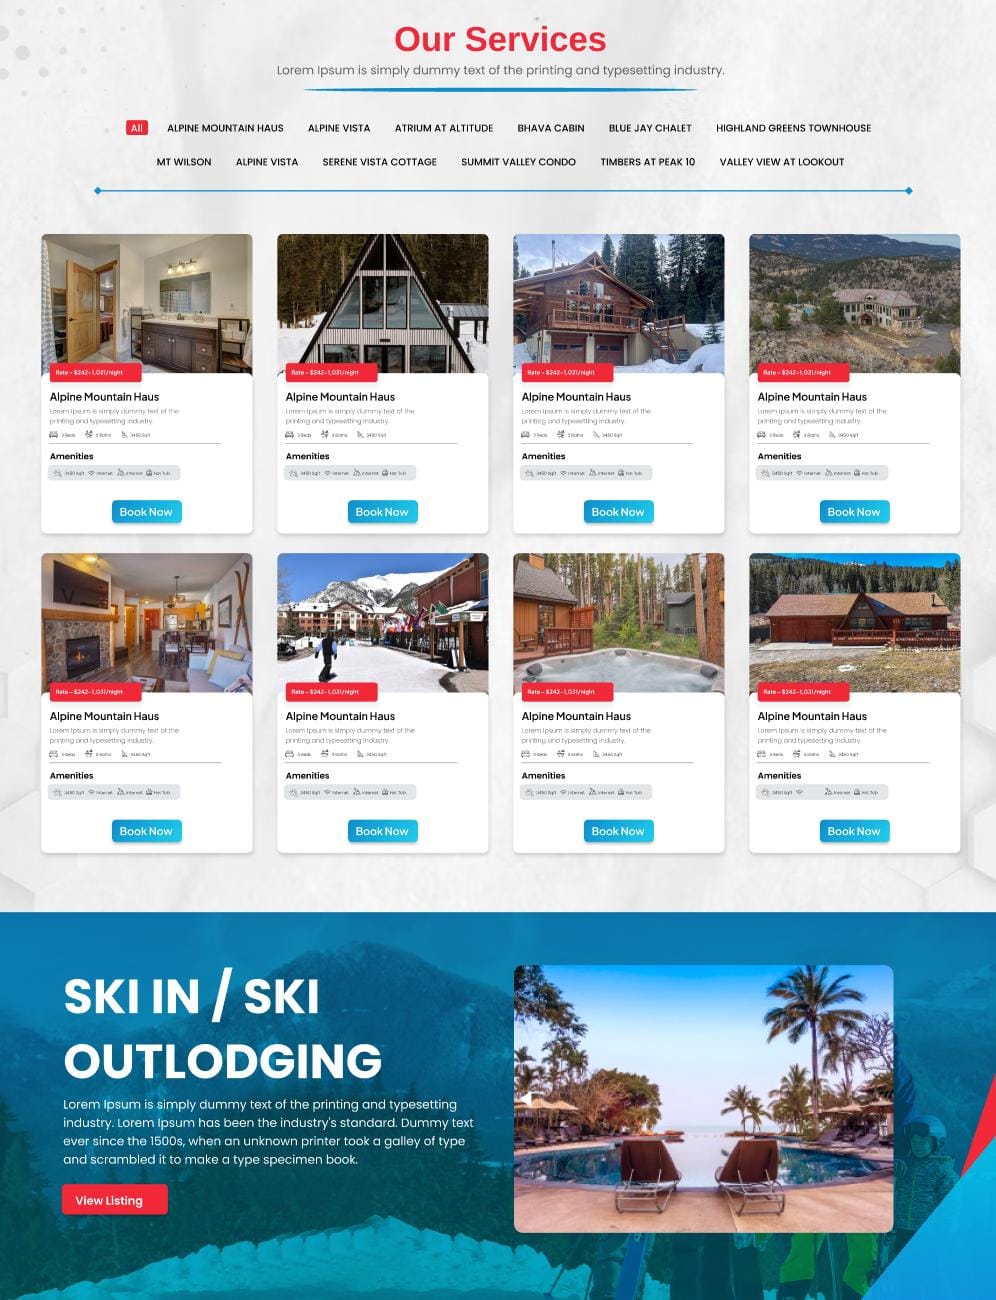 Our Services
Lorem Ipsum is simply dummy text of the printing and typesetting industry.
All ALPINE MOUNTAIN HAUS ALPINE VISTA ATRIUM AT ALTITUDE BHAVA CABIN BLUE JAY CHALET HIGHLAND GREENS TOWNHOUSE
MT WILSON ALPINE VISTA SERENE VISTA COTTAGE SUMMIT VALLEY CONDO TIMBERS AT PEAK 10 VALLEY VIEW AT LOOKOUT
Rate - $242-1,031/night
Alpine Mountain Haus
Lorem Ipsum is simply dummy text of the
printing and typesetting industry.
3 Beds 3 Baths 3450 Sqft
Amenities
3450 Sqft Internet Internet Hot Tub
Book Now
Rate - $242-1,031/night
Alpine Mountain Haus
Lorem Ipsum is simply dummy text of the
printing and typesetting industry.
3 Beds 3 Baths 3450 Sqft
Amenities
3450 Sqft Internet Internet Hot Tub
Book Now
Rate - $242-1,031/night
Alpine Mountain Haus
Lorem Ipsum is simply dummy text of the
printing and typesetting industry.
3 Beds 3 Baths 3450 Sqft
Amenities
3450 Sqft Internet Internet Hot Tub
Book Now
Rate - $242-1,031/night
Alpine Mountain Haus
Lorem Ipsum is simply dummy text of the
printing and typesetting industry.
3 Beds 3 Baths 3450 Sqft
Amenities
3450 Sqft Internet Internet Hot Tub
Book Now
Rate - $242-1,031/night
Alpine Mountain Haus
Lorem Ipsum is simply dummy text of the
printing and typesetting industry.
3 Beds 3 Baths 3450 Sqft
Amenities
3450 Sqft Internet Internet Hot Tub
Book Now
Rate - $242-1,031/night
Alpine Mountain Haus
Lorem Ipsum is simply dummy text of the
printing and typesetting industry.
3 Beds 3 Baths 3450 Sqft
Amenities
3450 Sqft Internet Internet Hot Tub
Book Now
Rate - $242-1,031/night
Alpine Mountain Haus
Lorem Ipsum is simply dummy text of the
printing and typesetting industry.
3 Beds 3 Baths 3450 Sqft
Amenities
3450 Sqft Internet Internet Hot Tub
Book Now
Rate - $242-1,031/night
Alpine Mountain Haus
Lorem Ipsum is simply dummy text of the
printing and typesetting industry.
3 Beds 3 Baths 3450 Sqft
Amenities
3450 Sqft Internet Hot Tub
Book Now
SKI IN / SKI
OUTLODGING
Lorem Ipsum is simply dummy text of the printing and typesetting
industry. Lorem Ipsum has been the industry's standard. Dummy text
ever since the 1500s, when an unknown printer took a galley of type
and scrambled it to make a type specimen book.
View Listing